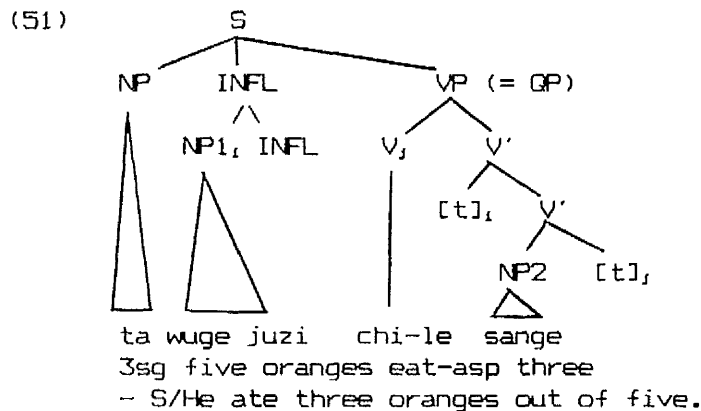 (51) S
NP INFL VP (= QP)
NP1ᵢ INFL Vⱼ V'
[t]ᵢ V'
NP2 [t]ⱼ
ta wuge juzi chi-le sange
3sg five oranges eat-asp three
- S/He ate three oranges out of five.